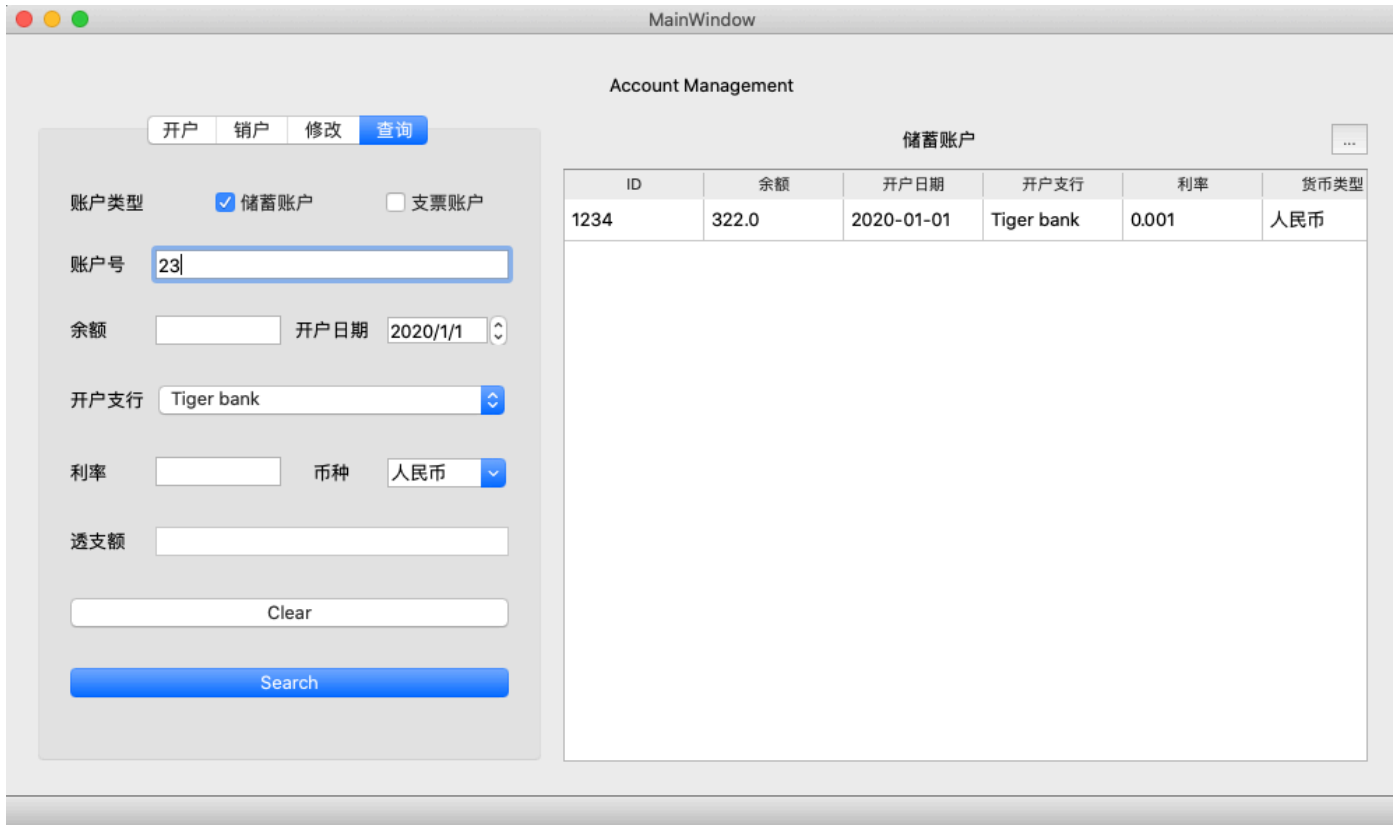 MainWindow
Account Management
开户 销户 修改 查询
账户类型 储蓄账户 支票账户
账户号 23
余额 开户日期 2020/1/1
开户支行 Tiger bank
利率 币种 人民币
透支额
Clear
Search
储蓄账户 ...
ID 余额 开户日期 开户支行 利率 货币类型
1234 322.0 2020-01-01 Tiger bank 0.001 人民币